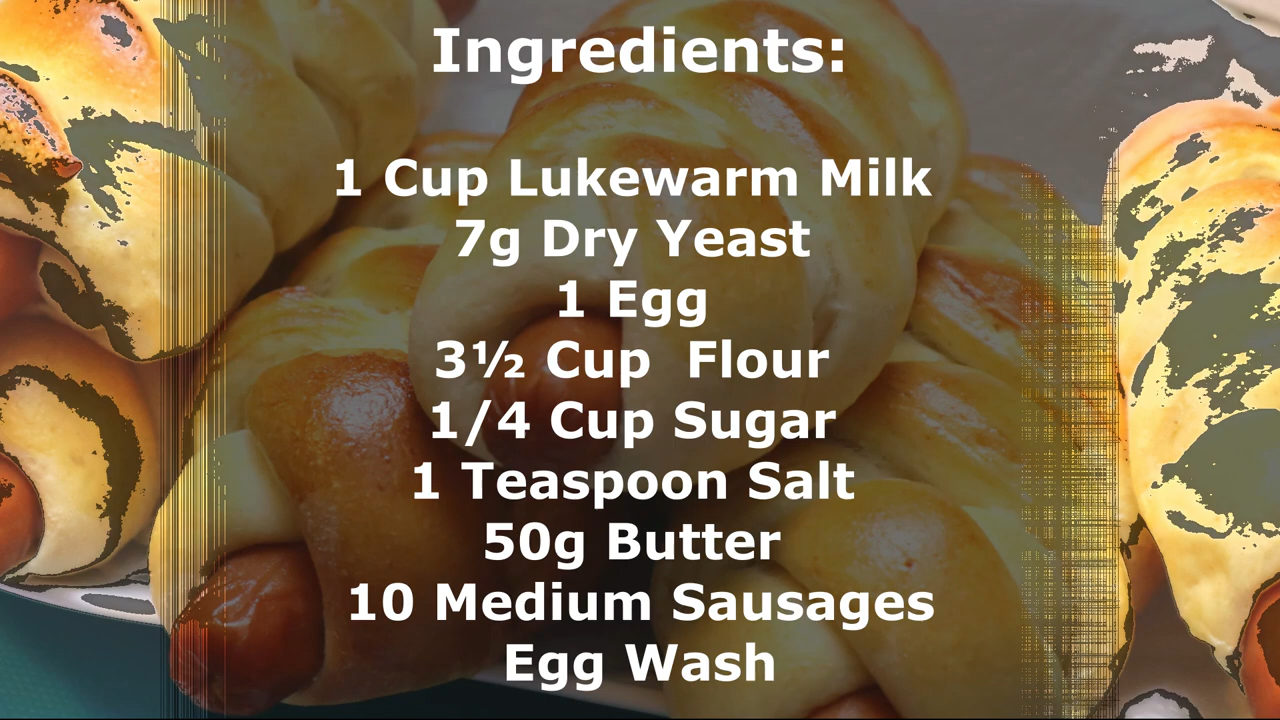 Ingredients:
1 Cup Lukewarm Milk
7g Dry Yeast
1 Egg
3½ Cup  Flour
1/4 Cup Sugar
1 Teaspoon Salt
50g Butter
10 Medium Sausages
Egg Wash